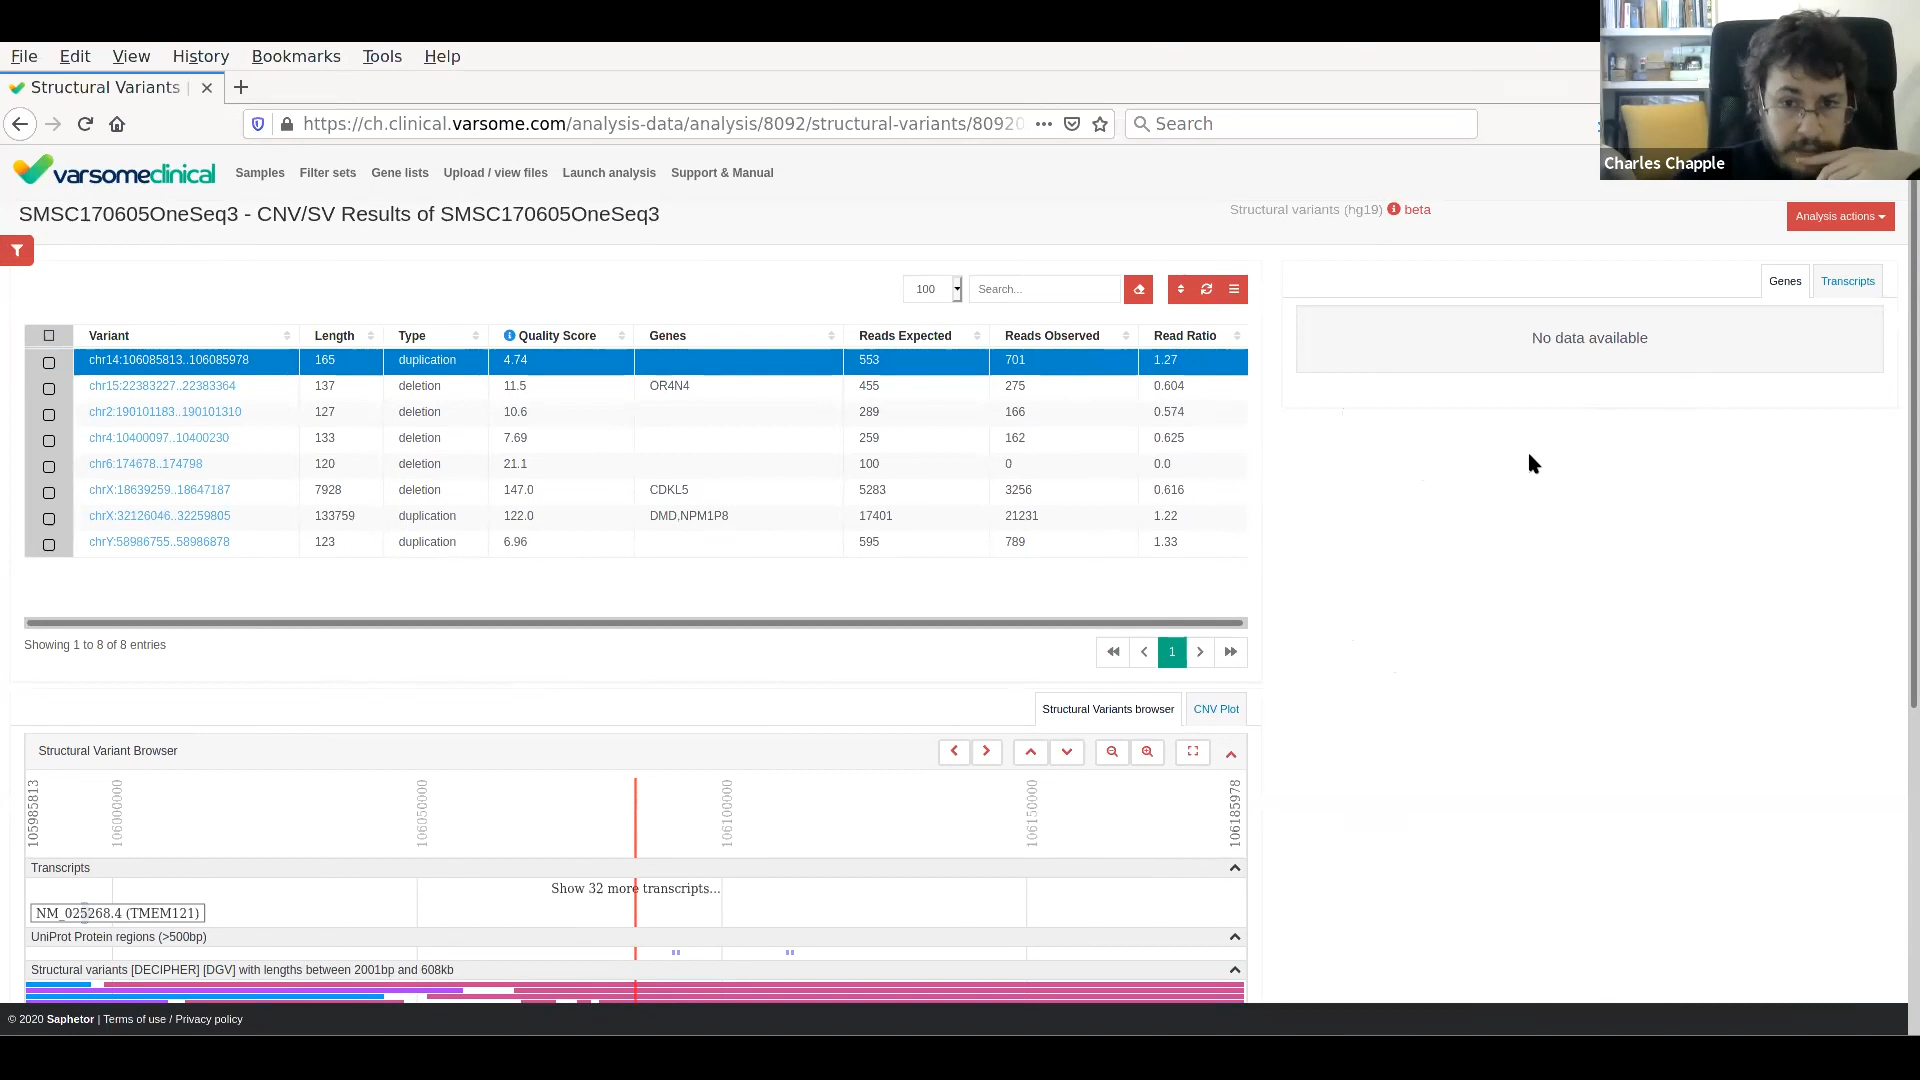 File Edit View History Bookmarks Tools Help
Structural Variants
https://ch.clinical.varsome.com/analysis-data/analysis/8092/structural-variants/8092
Search
Charles Chapple
varsomeclinical Samples Filter sets Gene lists Upload / view files Launch analysis Support & Manual
SMSC170605OneSeq3 - CNV/SV Results of SMSC170605OneSeq3
Structural variants (hg19) beta
Analysis actions
100 Search...
Genes Transcripts
No data available
Variant Length Type Quality Score Genes Reads Expected Reads Observed Read Ratio
chr14:106085813..106085978 165 duplication 4.74 553 701 1.27
chr15:22383227..22383364 137 deletion 11.5 OR4N4 455 275 0.604
chr2:190101183..190101310 127 deletion 10.6 289 166 0.574
chr4:10400097..10400230 133 deletion 7.69 259 162 0.625
chr6:174678..174798 120 deletion 21.1 100 0 0.0
chrX:18639259..18647187 7928 deletion 147.0 CDKL5 5283 3256 0.616
chrX:32126046..32259805 133759 duplication 122.0 DMD,NPM1P8 17401 21231 1.22
chrY:58986755..58986878 123 duplication 6.96 595 789 1.33
Showing 1 to 8 of 8 entries
1
Structural Variants browser CNV Plot
Structural Variant Browser
105985813 106000000 106050000 106100000 106150000 106185978
Transcripts
Show 32 more transcripts...
NM_025268.4 (TMEM121)
UniProt Protein regions (>500bp)
Structural variants [DECIPHER] [DGV] with lengths between 2001bp and 608kb
© 2020 Saphetor | Terms of use / Privacy policy